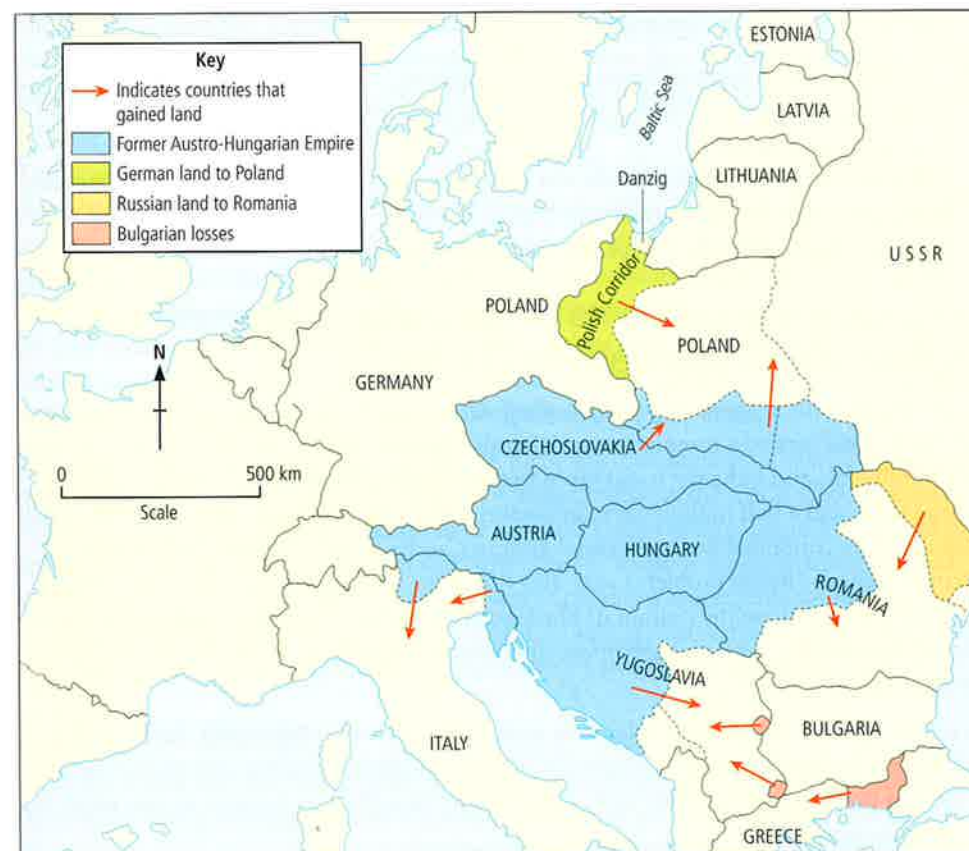 Key
Indicates countries that
gained land
Former Austro-Hungarian Empire
German land to Poland
Russian land to Romania
Bulgarian losses
N
0 500 km
Scale
ESTONIA
Baltic Sea
LATVIA
Danzig
LITHUANIA
USSR
POLAND
Polish Corridor
POLAND
GERMANY
CZECHOSLOVAKIA
AUSTRIA
HUNGARY
ROMANIA
YUGOSLAVIA
ITALY
BULGARIA
GREECE